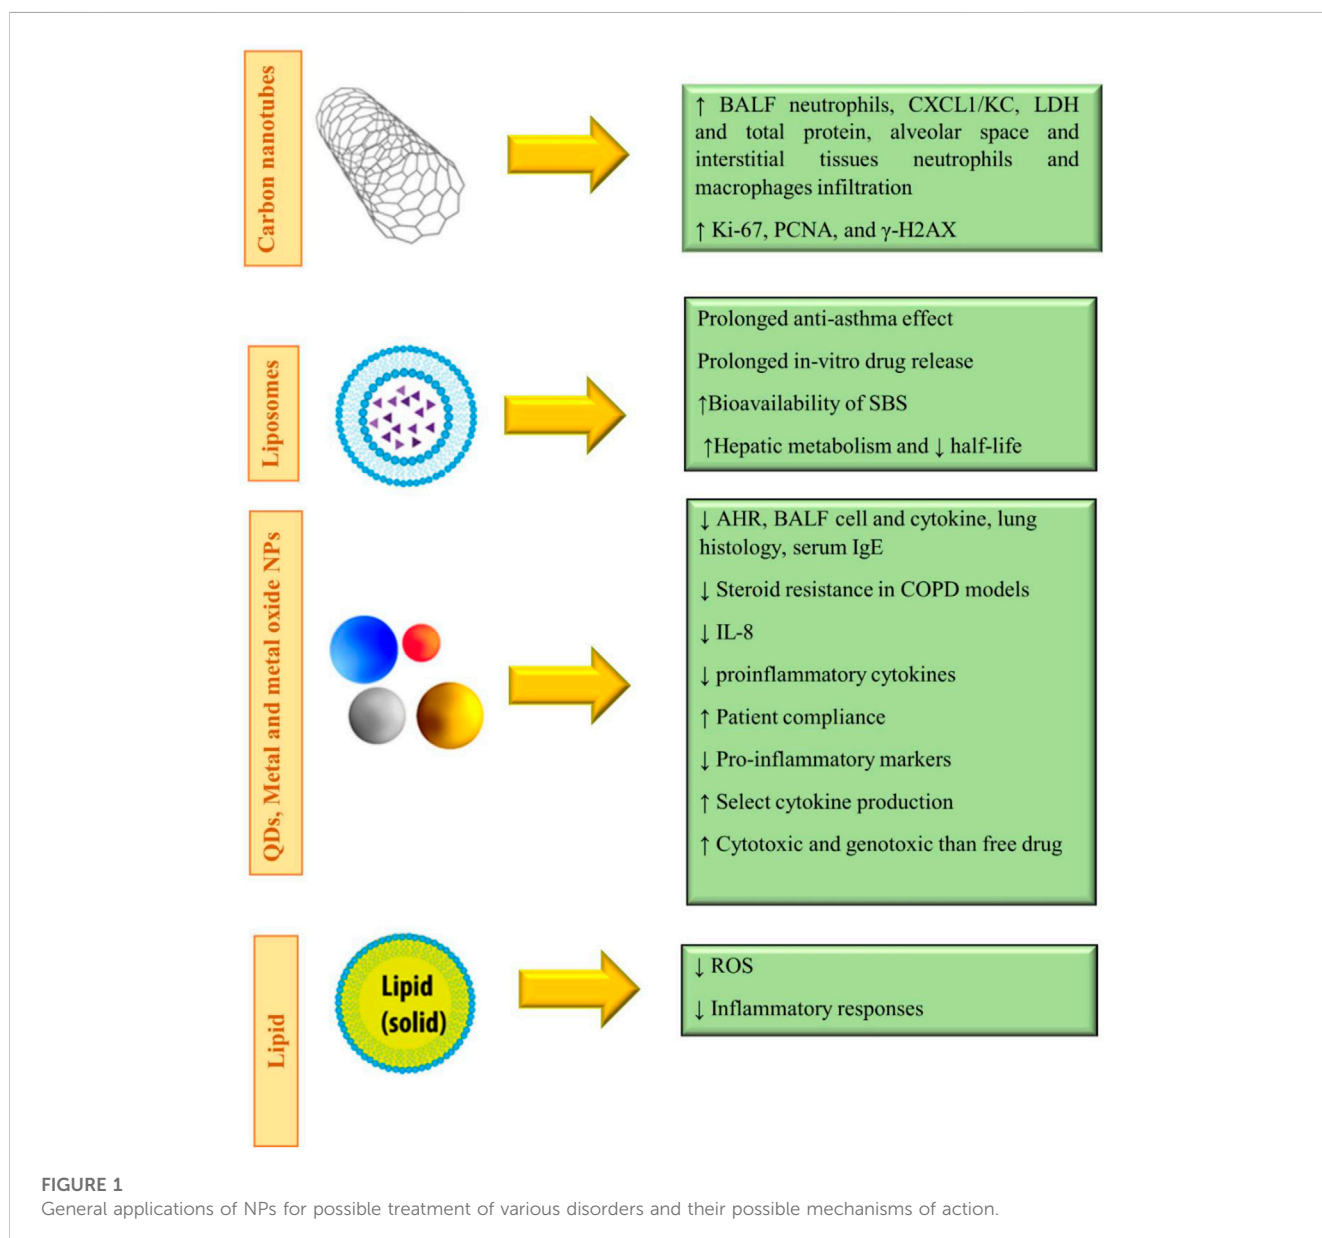 Carbon nanotubes
↑ BALF neutrophils, CXCL1/KC, LDH
and total protein, alveolar space and
interstitial tissues neutrophils and
macrophages infiltration
↑ Ki-67, PCNA, and γ-H2AX
Liposomes
Prolonged anti-asthma effect
Prolonged in-vitro drug release
↑Bioavailability of SBS
↑Hepatic metabolism and ↓ half-life
QDs, Metal and metal oxide NPs
↓ AHR, BALF cell and cytokine, lung
histology, serum IgE
↓ Steroid resistance in COPD models
↓ IL-8
↓ proinflammatory cytokines
↑ Patient compliance
↓ Pro-inflammatory markers
↑ Select cytokine production
↑ Cytotoxic and genotoxic than free drug
Lipid
Lipid
(solid)
↓ ROS
↓ Inflammatory responses
FIGURE 1
General applications of NPs for possible treatment of various disorders and their possible mechanisms of action.